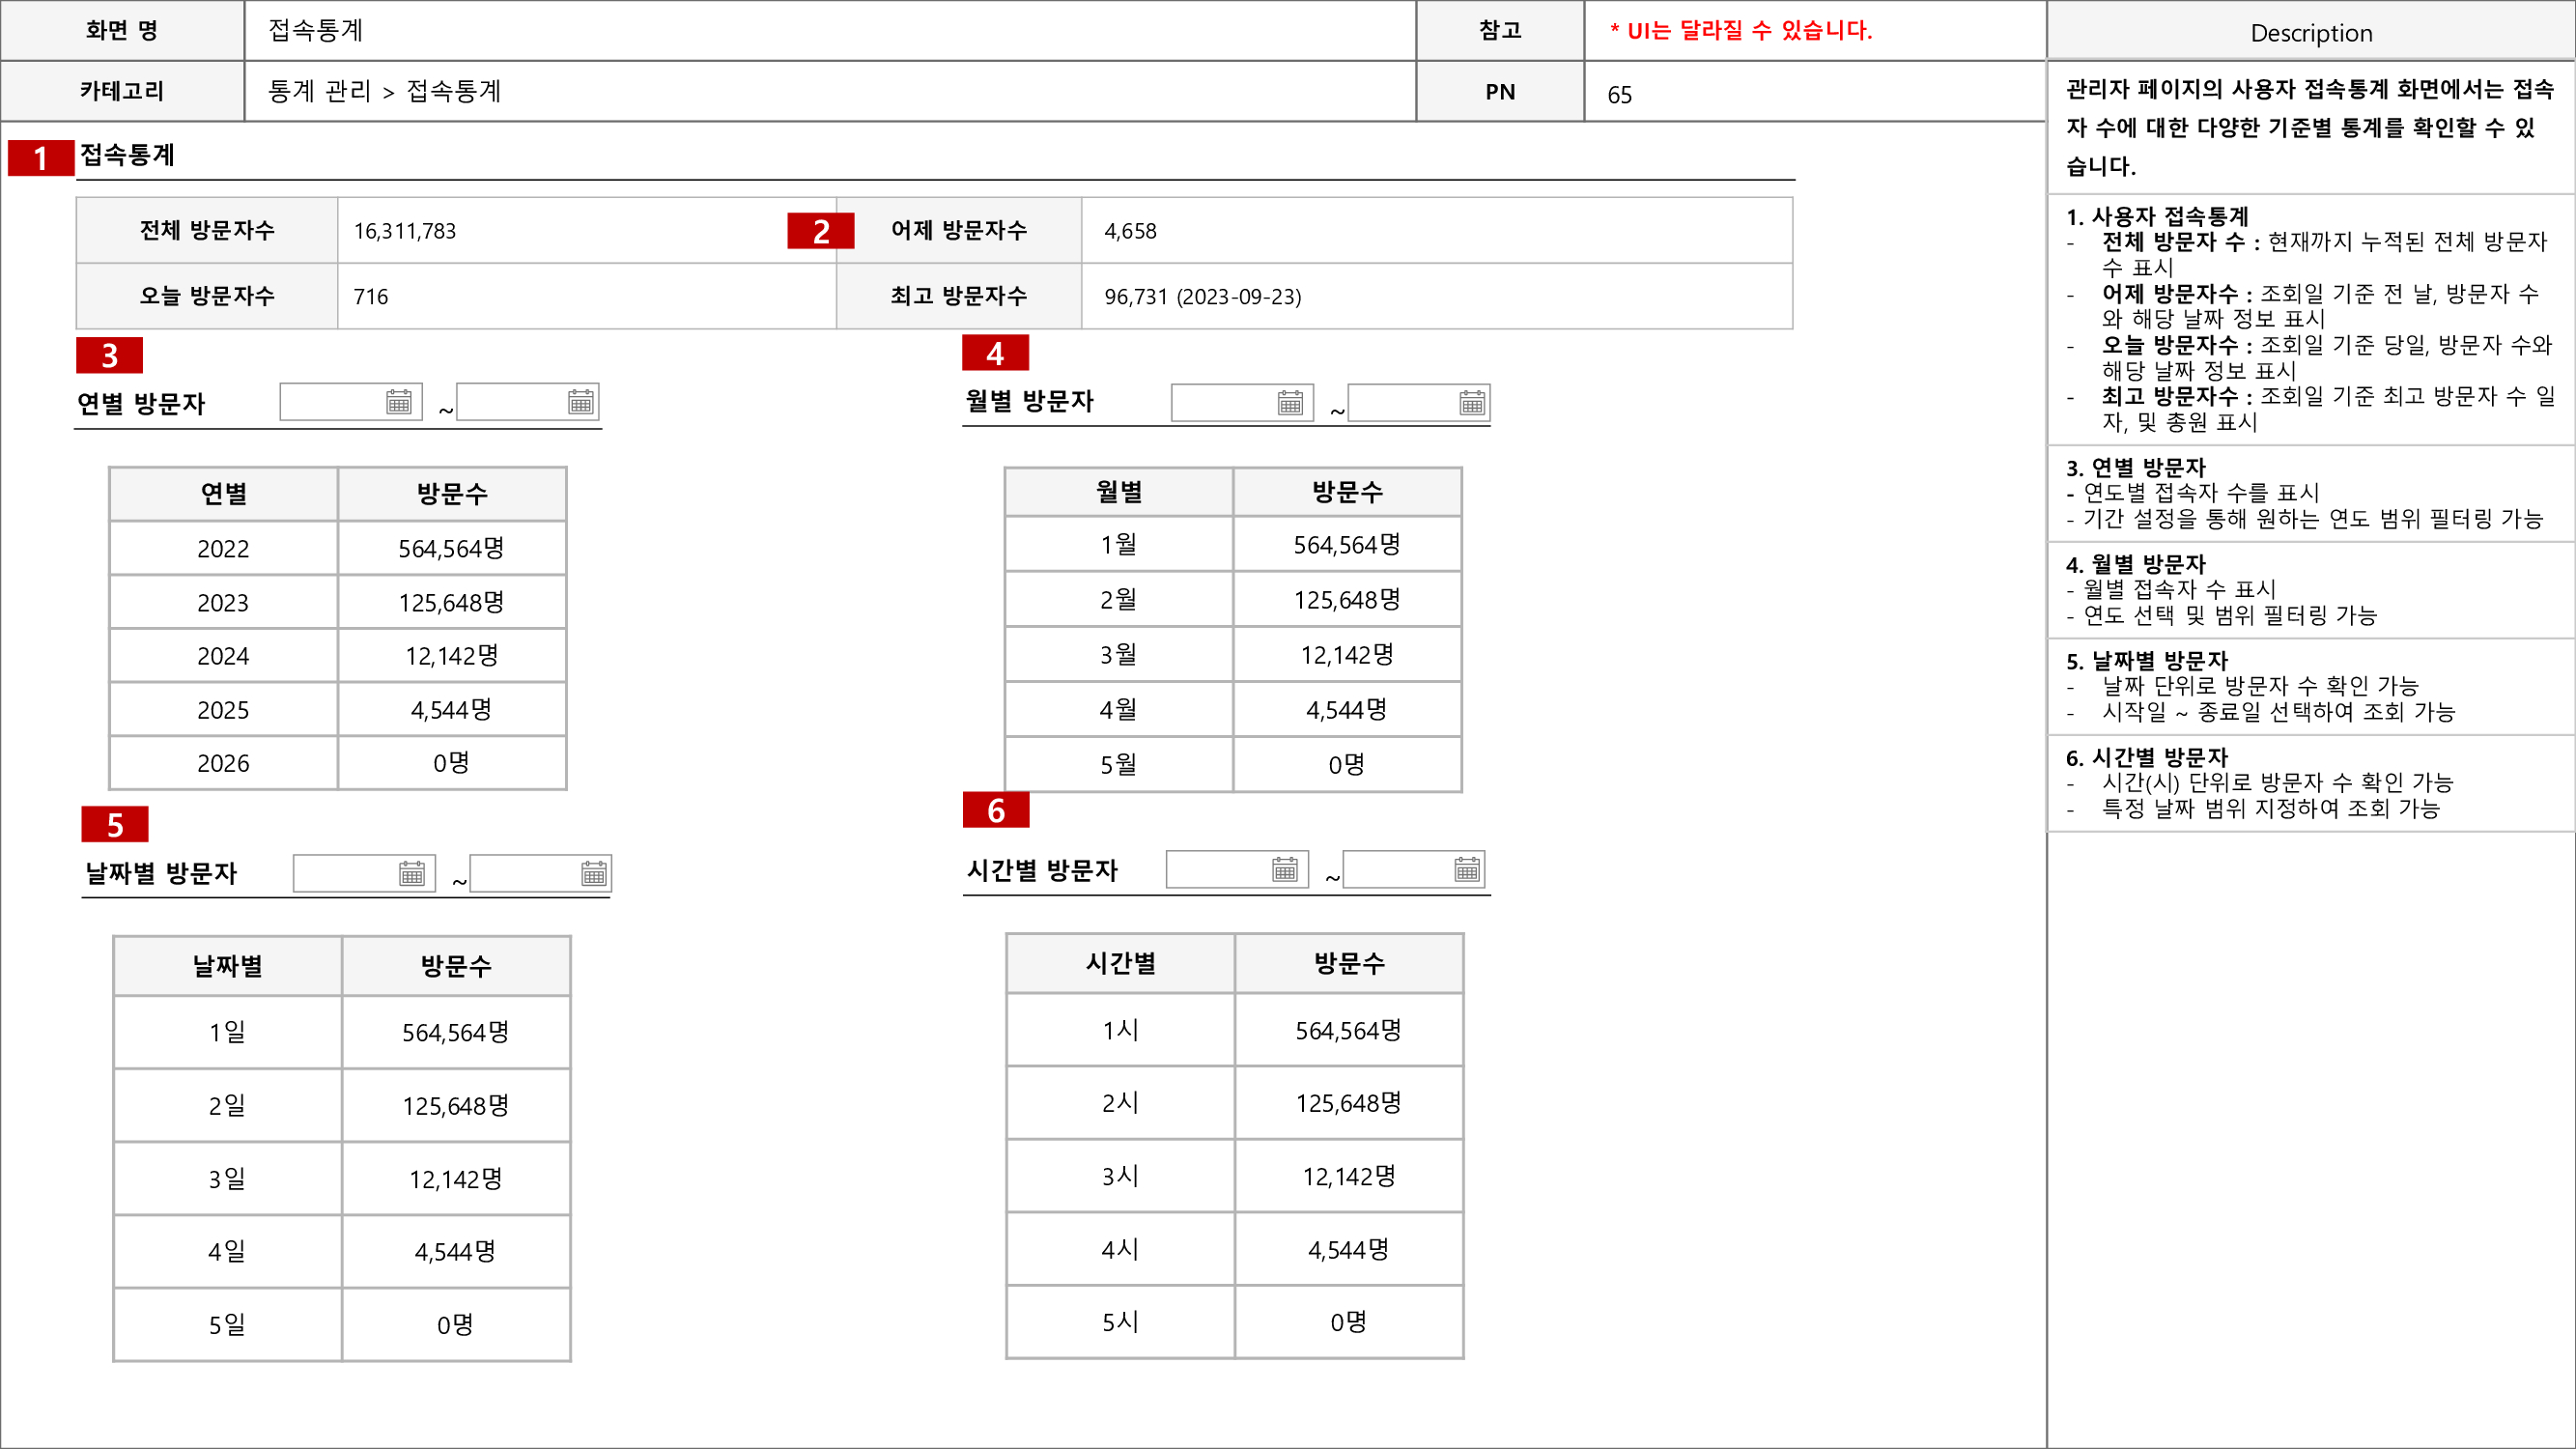 화면 명 접속통계 참고 * UI는 달라질 수 있습니다.
카테고리 통계 관리 > 접속통계 PN 65
1 접속통계
전체 방문자수 16,311,783 2 어제 방문자수 4,658
오늘 방문자수 716 최고 방문자수 96,731 (2023-09-23)
3
연별 방문자 ~
연별 방문수
2022 564,564명
2023 125,648명
2024 12,142명
2025 4,544명
2026 0명
4
월별 방문자 ~
월별 방문수
1월 564,564명
2월 125,648명
3월 12,142명
4월 4,544명
5월 0명
5
날짜별 방문자 ~
날짜별 방문수
1일 564,564명
2일 125,648명
3일 12,142명
4일 4,544명
5일 0명
6
시간별 방문자 ~
시간별 방문수
1시 564,564명
2시 125,648명
3시 12,142명
4시 4,544명
5시 0명
Description
관리자 페이지의 사용자 접속통계 화면에서는 접속
자 수에 대한 다양한 기준별 통계를 확인할 수 있
습니다.
1. 사용자 접속통계
- 전체 방문자 수 : 현재까지 누적된 전체 방문자
수 표시
- 어제 방문자수 : 조회일 기준 전 날, 방문자 수
와 해당 날짜 정보 표시
- 오늘 방문자수 : 조회일 기준 당일, 방문자 수와
해당 날짜 정보 표시
- 최고 방문자수 : 조회일 기준 최고 방문자 수 일
자, 및 총원 표시
3. 연별 방문자
- 연도별 접속자 수를 표시
- 기간 설정을 통해 원하는 연도 범위 필터링 가능
4. 월별 방문자
- 월별 접속자 수 표시
- 연도 선택 및 범위 필터링 가능
5. 날짜별 방문자
- 날짜 단위로 방문자 수 확인 가능
- 시작일 ~ 종료일 선택하여 조회 가능
6. 시간별 방문자
- 시간(시) 단위로 방문자 수 확인 가능
- 특정 날짜 범위 지정하여 조회 가능